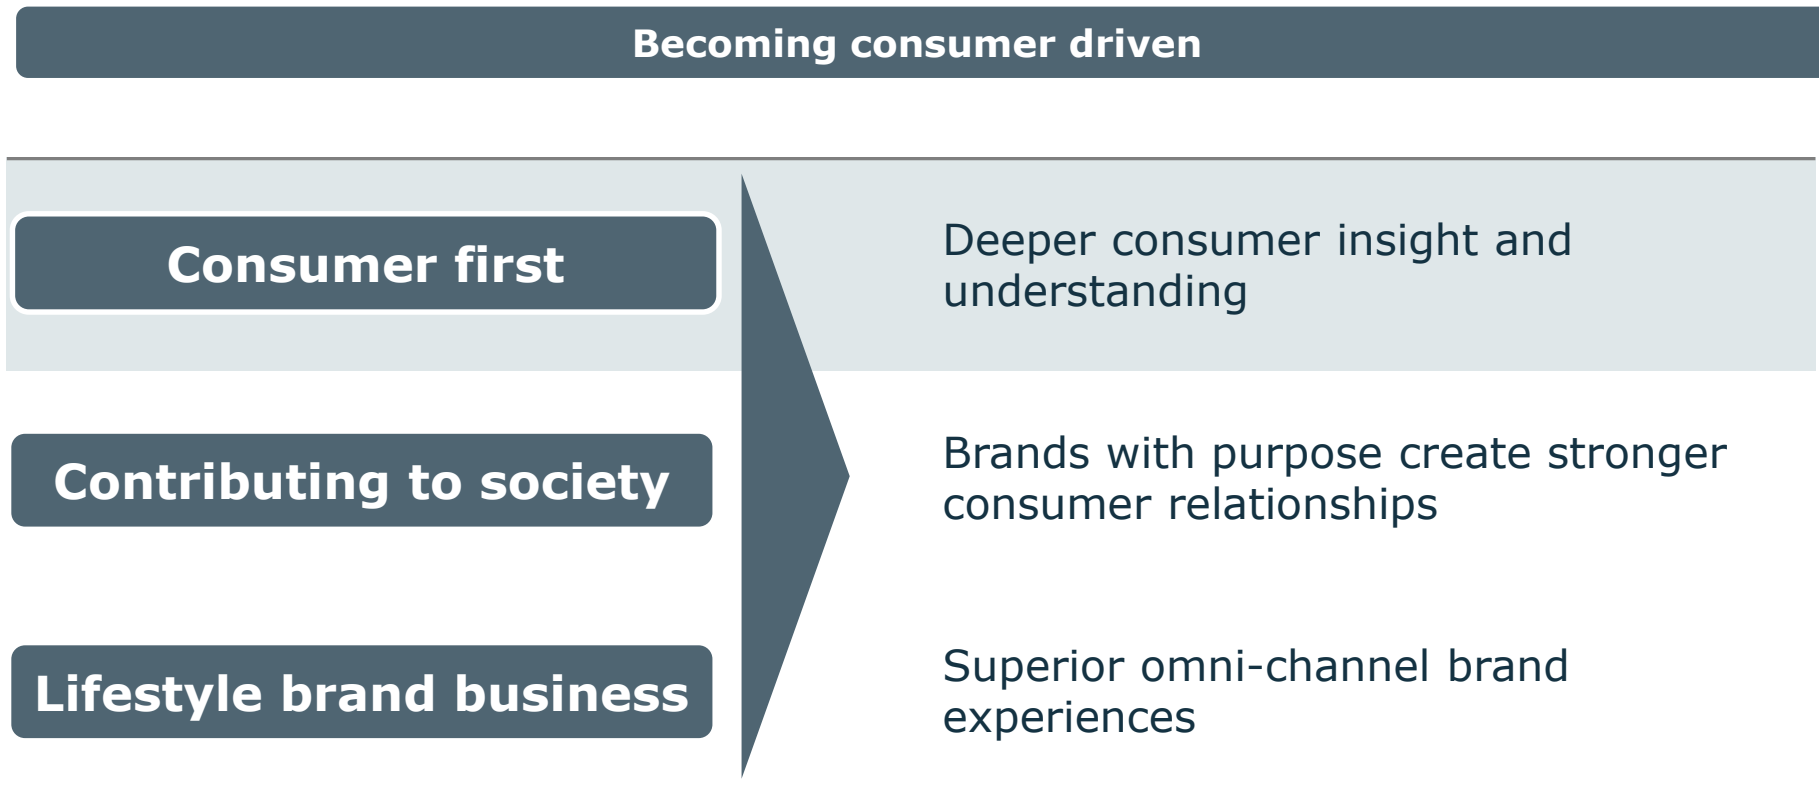 Becoming consumer driven
Consumer first
Deeper consumer insight and
understanding
Contributing to society
Brands with purpose create stronger
consumer relationships
Lifestyle brand business
Superior omni-channel brand
experiences